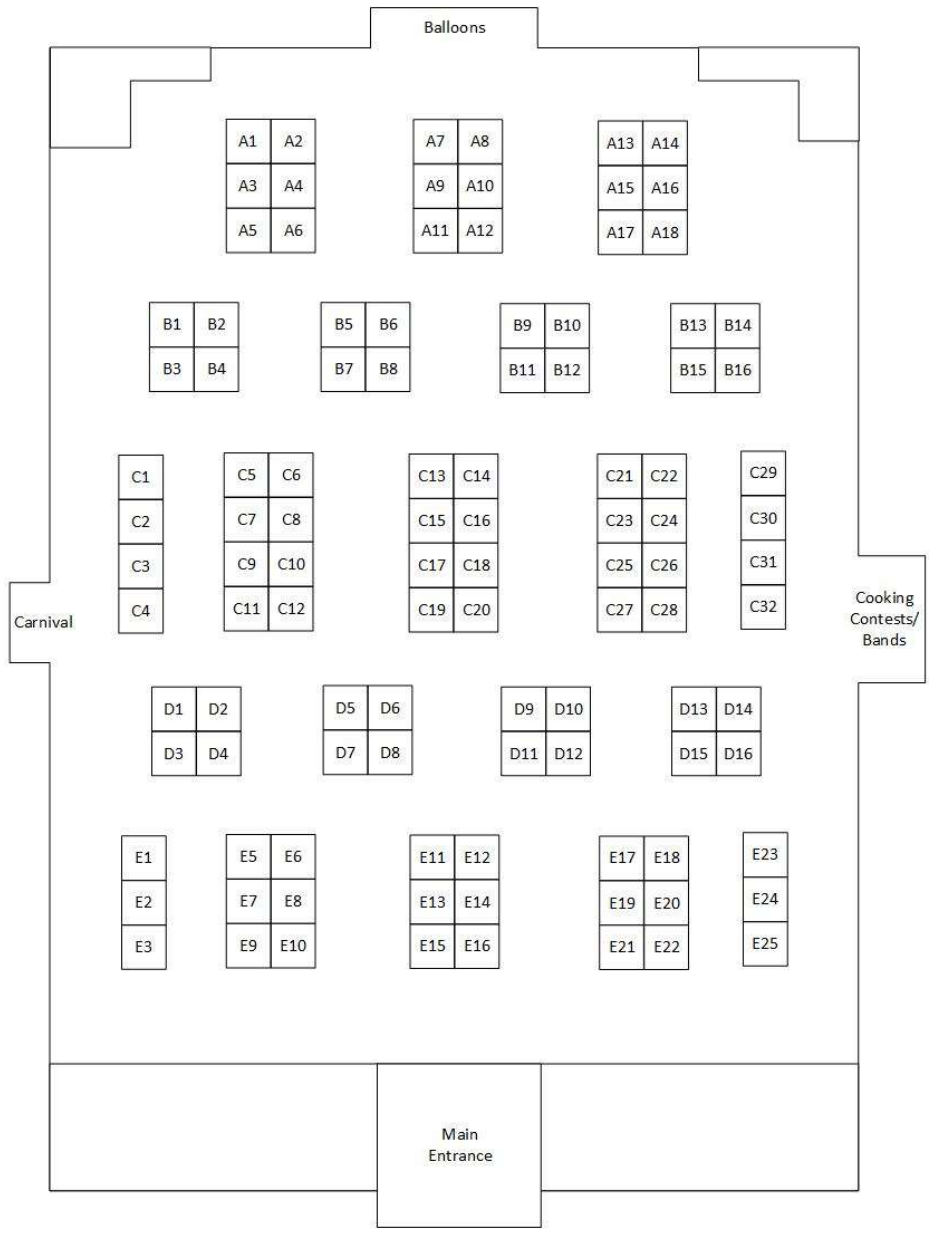 Balloons
A1 A2 A7 A8 A13 A14
A3 A4 A9 A10 A15 A16
A5 A6 A11 A12 A17 A18
B1 B2 B5 B6 B9 B10 B13 B14
B3 B4 B7 B8 B11 B12 B15 B16
C1 C5 C6 C13 C14 C21 C22 C29
C2 C7 C8 C15 C16 C23 C24 C30
C3 C9 C10 C17 C18 C25 C26 C31
C4 C11 C12 C19 C20 C27 C28 C32
Carnival
Cooking
Contests/
Bands
D1 D2 D5 D6 D9 D10 D13 D14
D3 D4 D7 D8 D11 D12 D15 D16
E1 E5 E6 E11 E12 E17 E18 E23
E2 E7 E8 E13 E14 E19 E20 E24
E3 E9 E10 E15 E16 E21 E22 E25
Main
Entrance